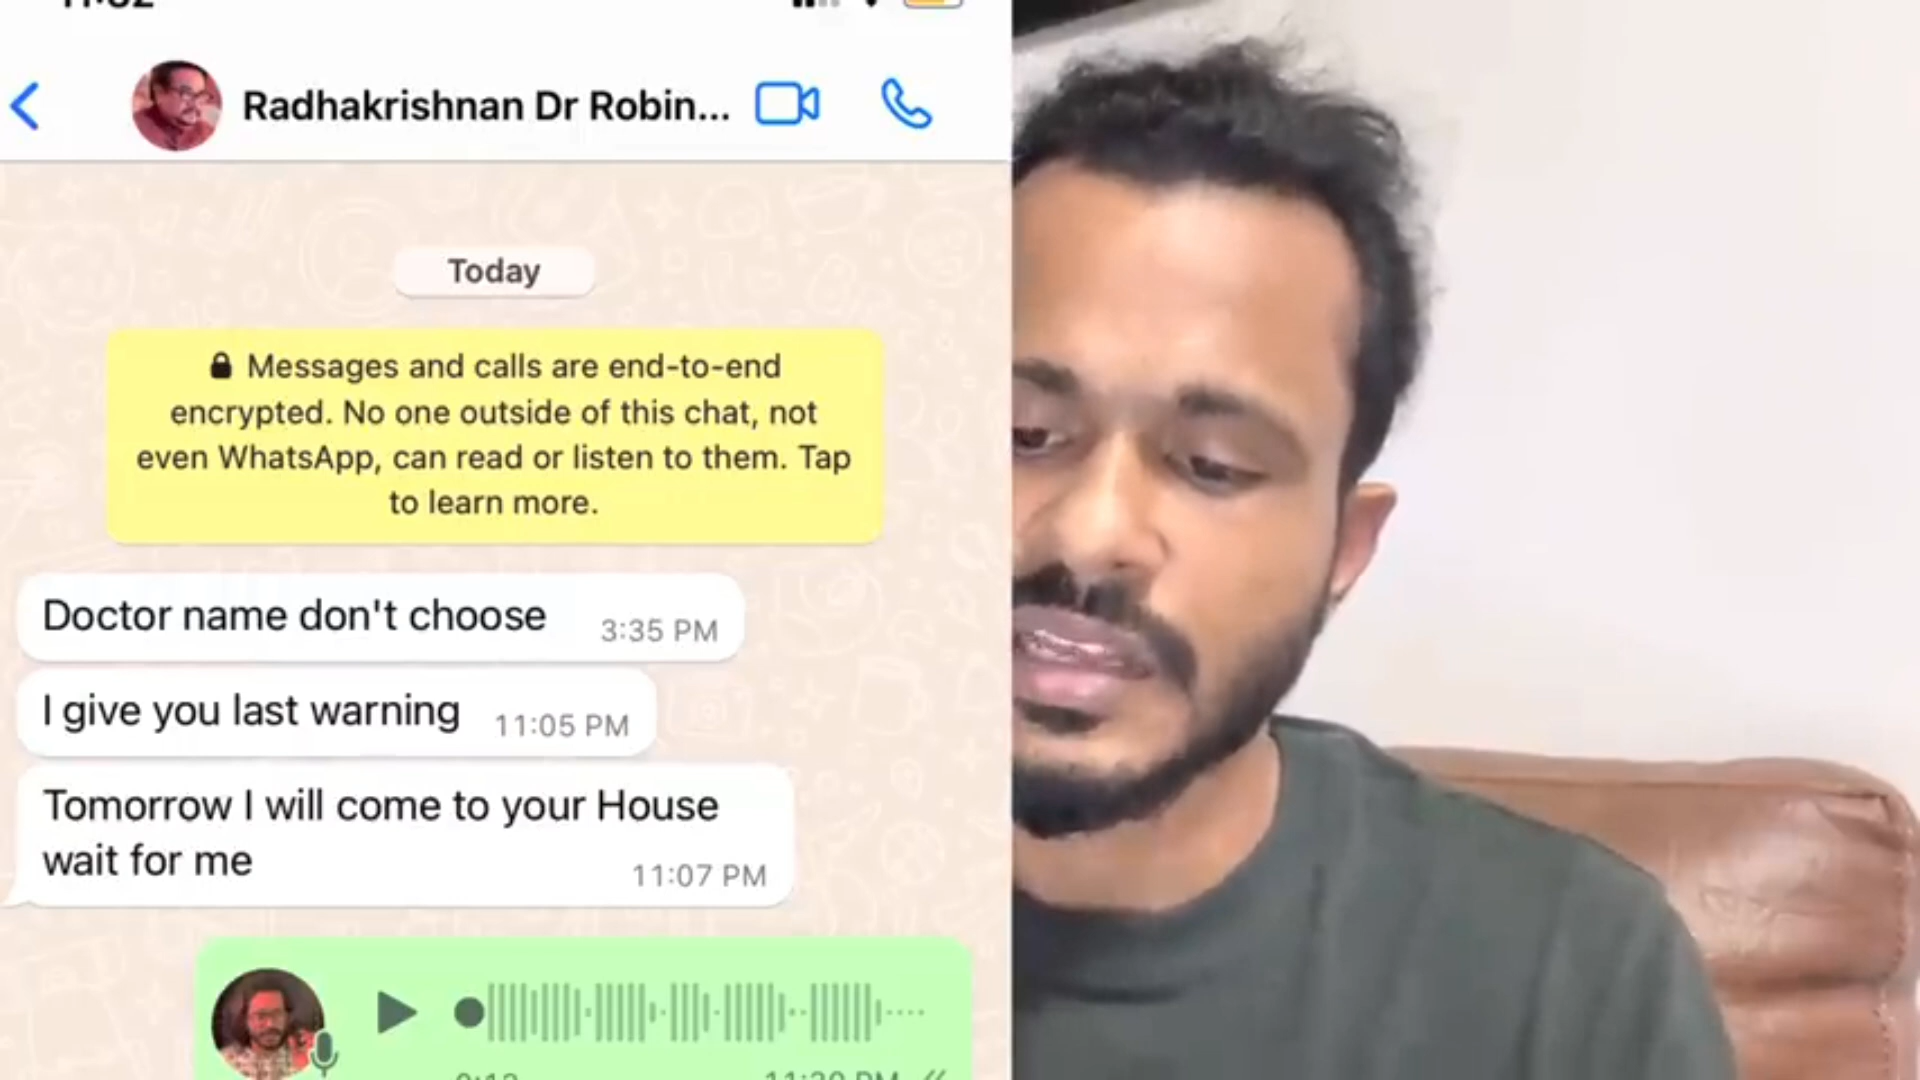 Radhakrishnan Dr Robin...
Today
Messages and calls are end-to-end
encrypted. No one outside of this chat, not
even WhatsApp, can read or listen to them. Tap
to learn more.
Doctor name don't choose 3:35 PM
I give you last warning 11:05 PM
Tomorrow I will come to your House
wait for me 11:07 PM